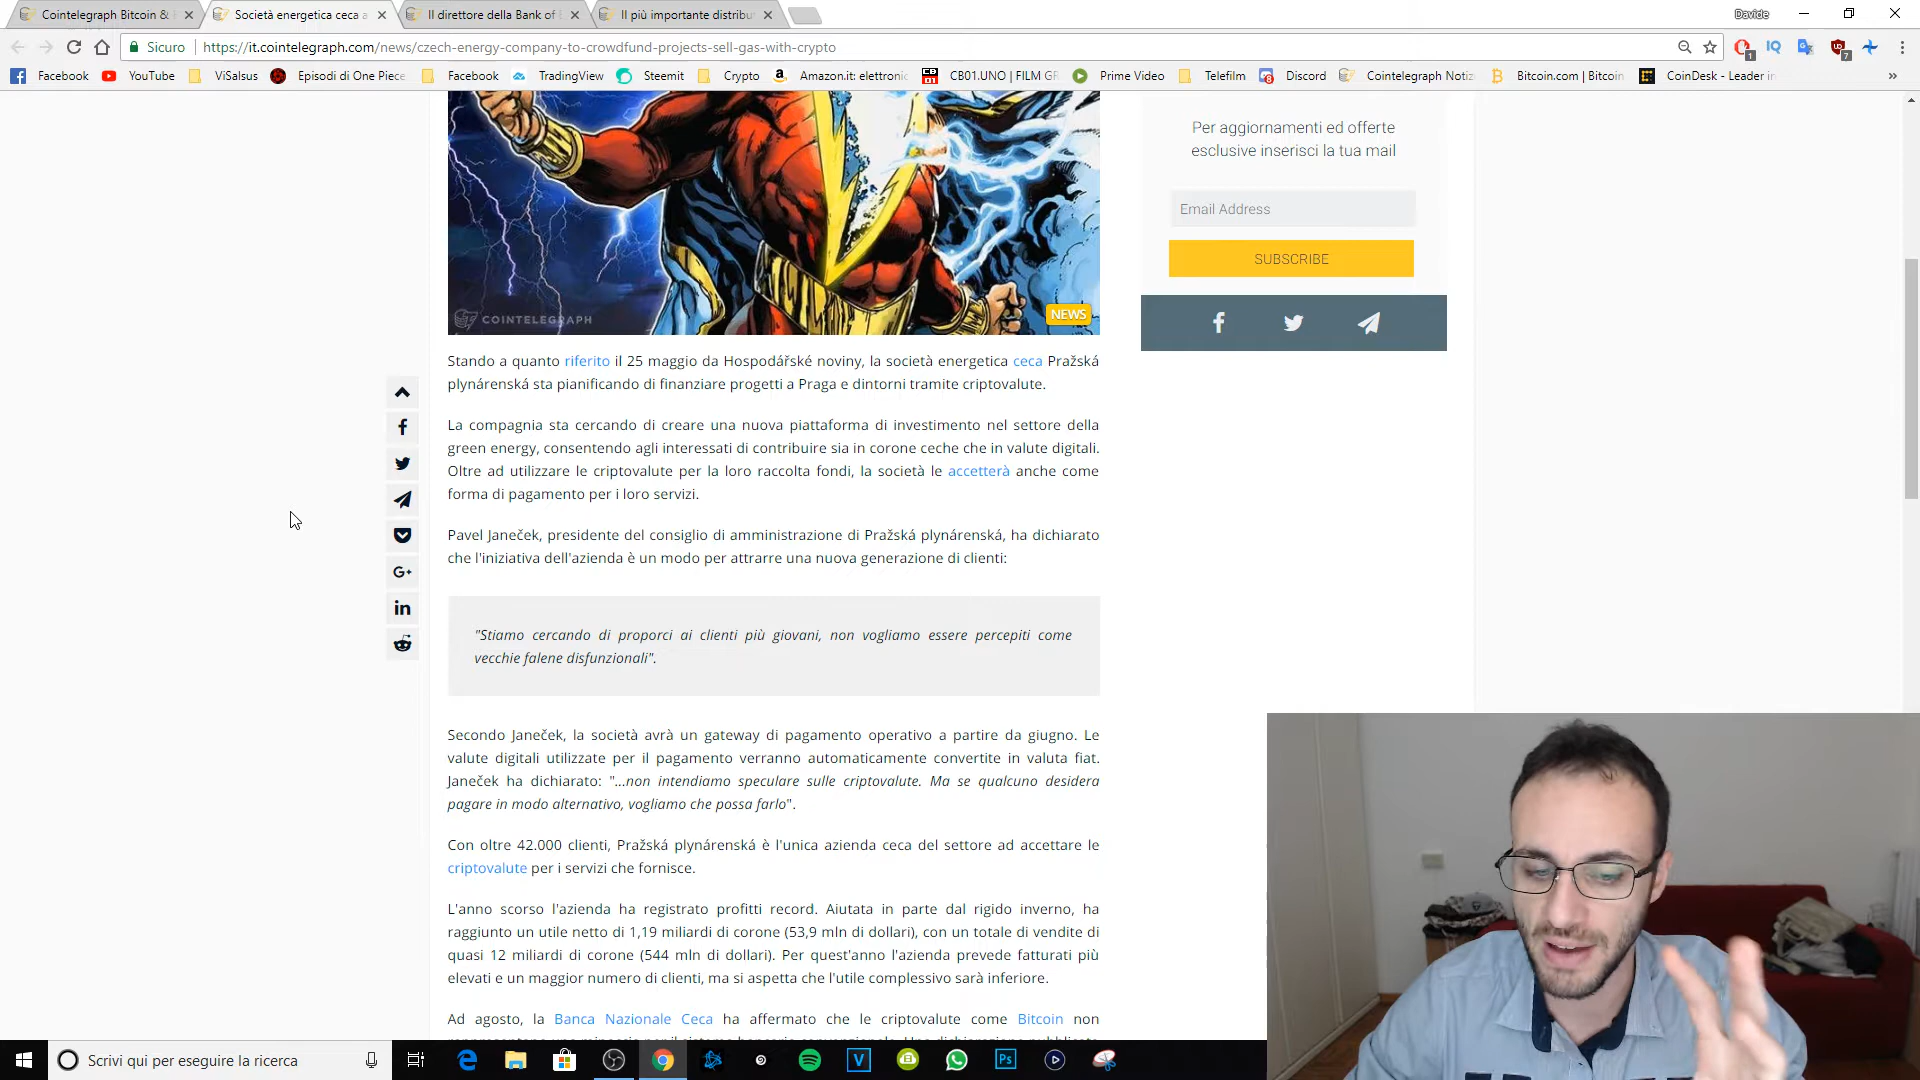 Cointelegraph Bitcoin &
Società energetica ceca a
Il direttore della Bank of
Il più importante distribu
Davide
Sicuro
https://it.cointelegraph.com/news/czech-energy-company-to-crowdfund-projects-sell-gas-with-crypto
Facebook
YouTube
ViSalsus
Episodi di One Piece
Facebook
TradingView
Steemit
Crypto
Amazon.it: elettronic
CB01.UNO | FILM GR
Prime Video
Telefilm
Discord
Cointelegraph Notiz
Bitcoin.com | Bitcoin
CoinDesk - Leader i
COINTELEGRAPH
NEWS
Per aggiornamenti ed offerte
esclusive inserisci la tua mail
Email Address
SUBSCRIBE
Stando a quanto riferito il 25 maggio da Hospodářské noviny, la società energetica ceca Pražská
plynárenská sta pianificando di finanziare progetti a Praga e dintorni tramite criptovalute.
La compagnia sta cercando di creare una nuova piattaforma di investimento nel settore della
green energy, consentendo agli interessati di contribuire sia in corone ceche che in valute digitali.
Oltre ad utilizzare le criptovalute per la loro raccolta fondi, la società le accetterà anche come
forma di pagamento per i loro servizi.
Pavel Janeček, presidente del consiglio di amministrazione di Pražská plynárenská, ha dichiarato
che l'iniziativa dell'azienda è un modo per attrarre una nuova generazione di clienti:
"Stiamo cercando di proporci ai clienti più giovani, non vogliamo essere percepiti come
vecchie falene disfunzionali".
Secondo Janeček, la società avrà un gateway di pagamento operativo a partire da giugno. Le
valute digitali utilizzate per il pagamento verranno automaticamente convertite in valuta fiat.
Janeček ha dichiarato: "...non intendiamo speculare sulle criptovalute. Ma se qualcuno desidera
pagare in modo alternativo, vogliamo che possa farlo".
Con oltre 42.000 clienti, Pražská plynárenská è l'unica azienda ceca del settore ad accettare le
criptovalute per i servizi che fornisce.
L'anno scorso l'azienda ha registrato profitti record. Aiutata in parte dal rigido inverno, ha
raggiunto un utile netto di 1,19 miliardi di corone (53,9 mln di dollari), con un totale di vendite di
quasi 12 miliardi di corone (544 mln di dollari). Per quest'anno l'azienda prevede fatturati più
elevati e un maggior numero di clienti, ma si aspetta che l'utile complessivo sarà inferiore.
Ad agosto, la Banca Nazionale Ceca ha affermato che le criptovalute come Bitcoin non
Scrivi qui per eseguire la ricerca